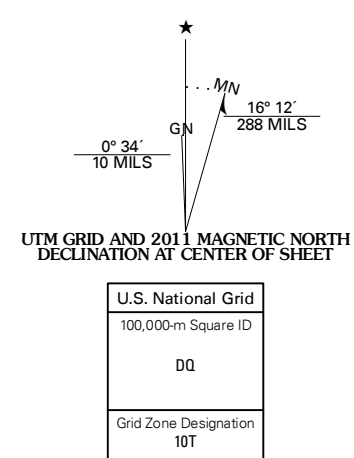 MN
16° 12´
288 MILS
GN
0° 34´
10 MILS
UTM GRID AND 2011 MAGNETIC NORTH
DECLINATION AT CENTER OF SHEET
U.S. National Grid
100,000-m Square ID
DQ
Grid Zone Designation
10T